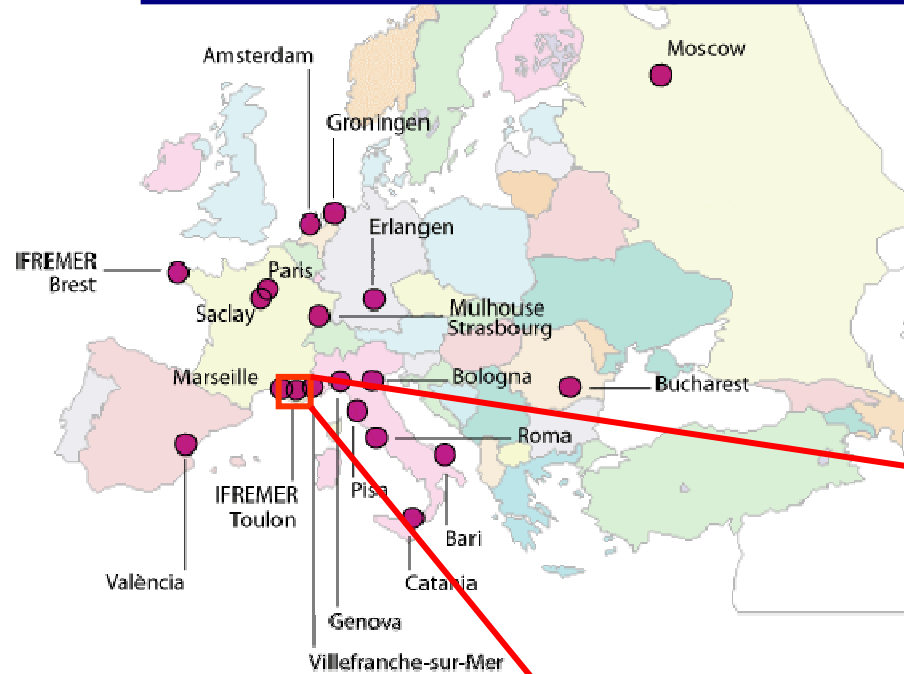 Moscow
Amsterdam
Groningen
Erlangen
IFREMER
Brest
Paris
Saclay
Mulhouse
Strasbourg
Marseille
Bologna
Bucharest
Roma
IFREMER
Toulon
Pisa
Bari
València
Catania
Genova
Villefranche-sur-Mer